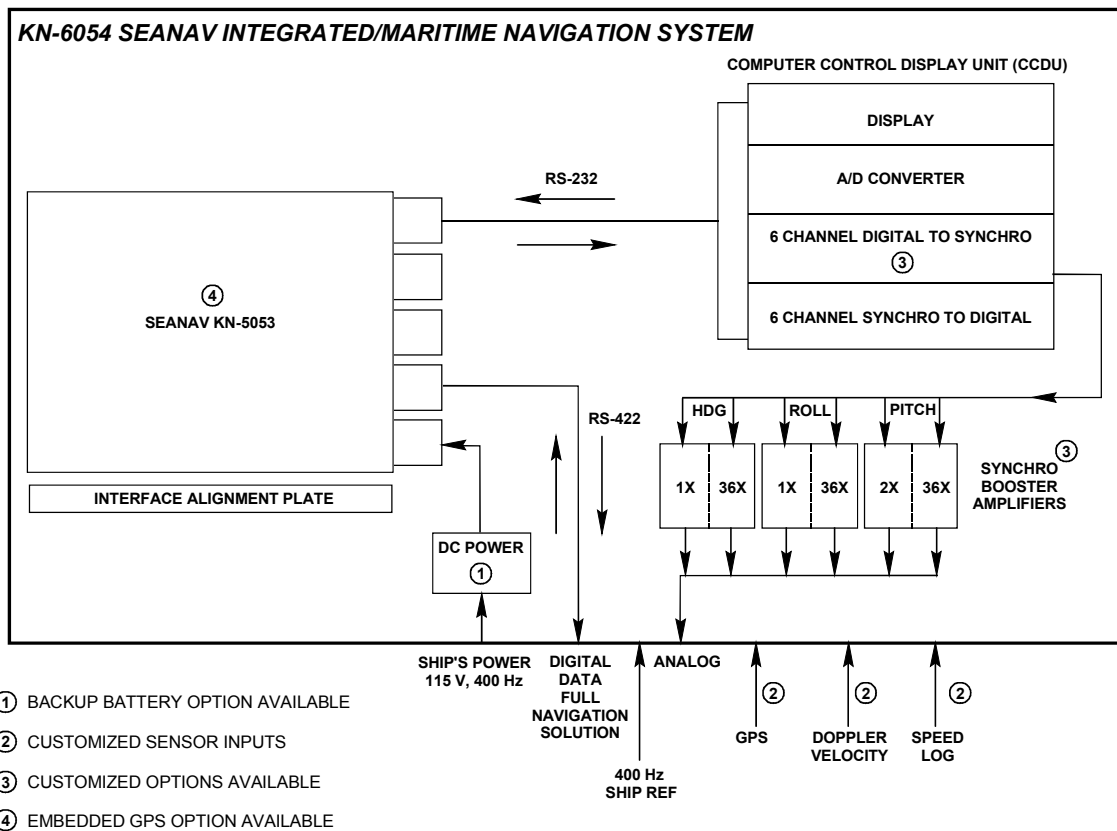 KN-6054 SEANAV INTEGRATED/MARITIME NAVIGATION SYSTEM
COMPUTER CONTROL DISPLAY UNIT (CCDU)
DISPLAY
A/D CONVERTER
6 CHANNEL DIGITAL TO SYNCHRO
3
6 CHANNEL SYNCHRO TO DIGITAL
RS-232
4
SEANAV KN-5053
INTERFACE ALIGNMENT PLATE
RS-422
DC POWER
1
HDG ROLL PITCH
1X 36X 1X 36X 2X 36X
3
SYNCHRO
BOOSTER
AMPLIFIERS
SHIP'S POWER
115 V, 400 Hz
DIGITAL
DATA
FULL
NAVIGATION
SOLUTION
400 Hz
SHIP REF
ANALOG
2
GPS
2
DOPPLER
VELOCITY
2
SPEED
LOG
1 BACKUP BATTERY OPTION AVAILABLE
2 CUSTOMIZED SENSOR INPUTS
3 CUSTOMIZED OPTIONS AVAILABLE
4 EMBEDDED GPS OPTION AVAILABLE